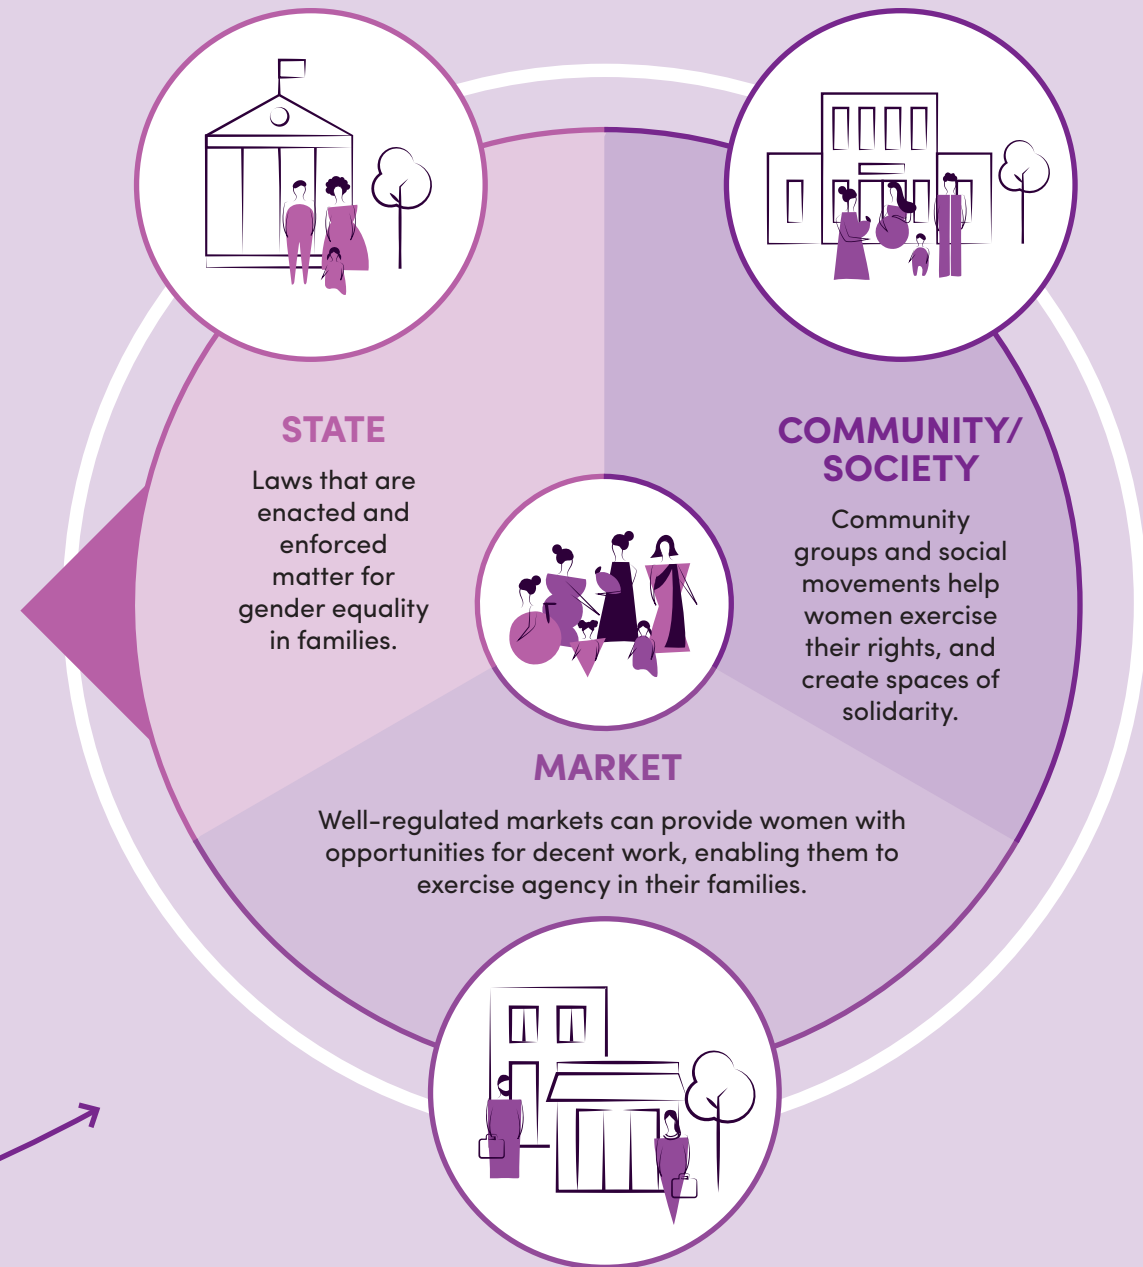 STATE
Laws that are
enacted and
enforced
matter for
gender equality
in families.
COMMUNITY/
SOCIETY
Community
groups and social
movements help
women exercise
their rights, and
create spaces of
solidarity.
MARKET
Well-regulated markets can provide women with
opportunities for decent work, enabling them to
exercise agency in their families.